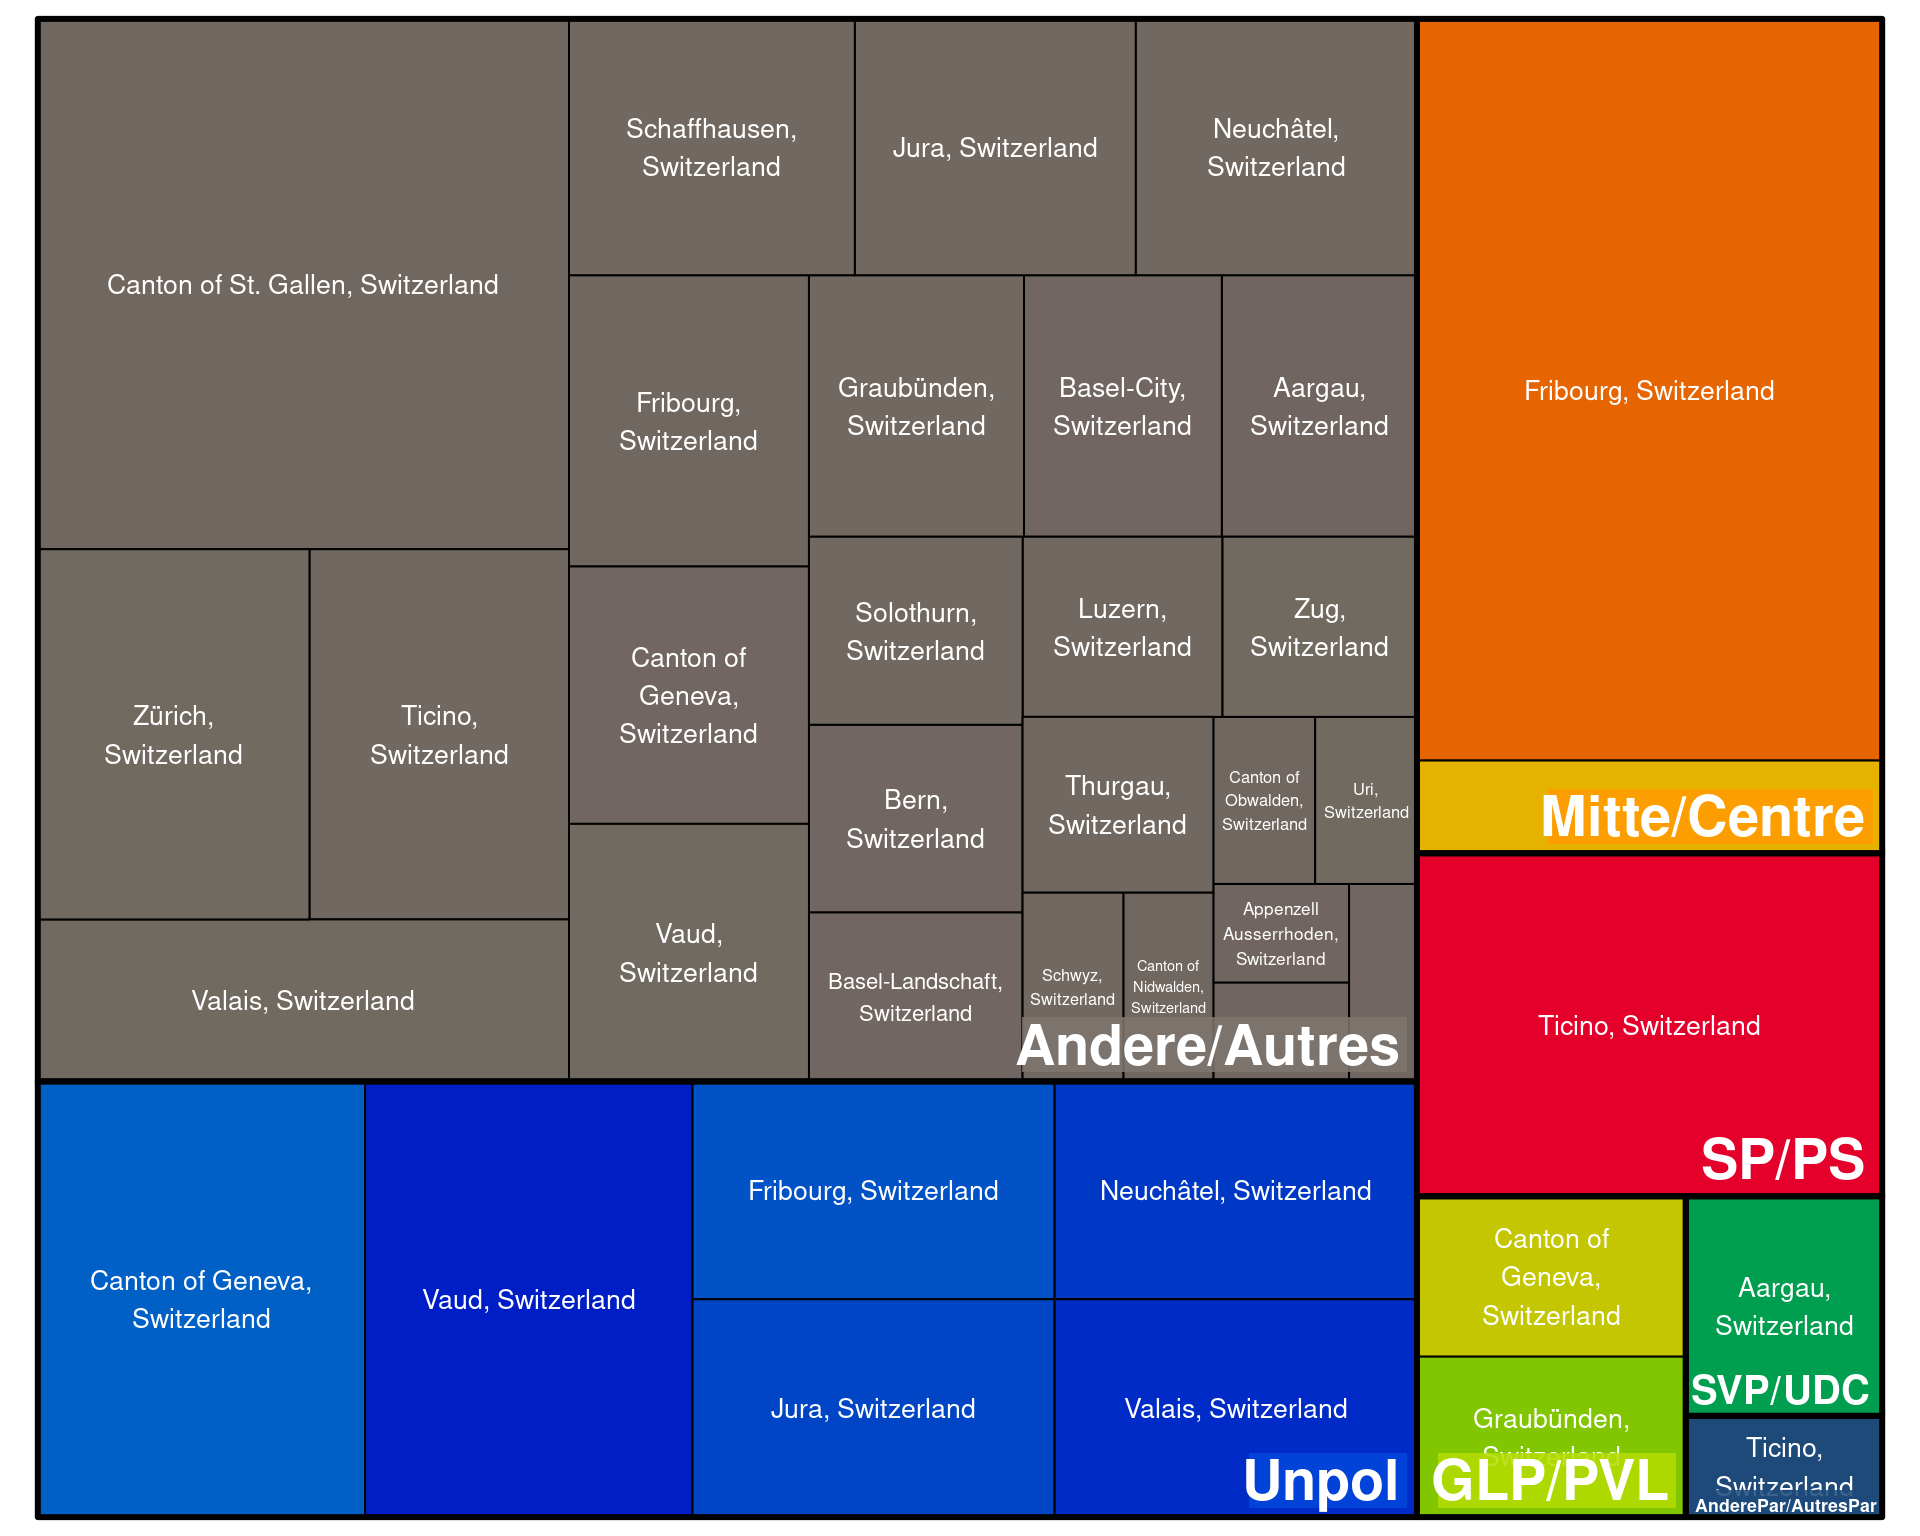 Canton of St. Gallen, Switzerland
Schaffhausen,
Switzerland
Jura, Switzerland
Neuchâtel,
Switzerland
Fribourg,
Switzerland
Graubünden,
Switzerland
Basel-City,
Switzerland
Aargau,
Switzerland
Zürich,
Switzerland
Ticino,
Switzerland
Canton of
Geneva,
Switzerland
Solothurn,
Switzerland
Luzern,
Switzerland
Zug,
Switzerland
Bern,
Switzerland
Thurgau,
Switzerland
Canton of
Obwalden,
Switzerland
Uri,
Switzerland
Valais, Switzerland
Vaud,
Switzerland
Basel-Landschaft,
Switzerland
Schwyz,
Switzerland
Canton of
Nidwalden,
Switzerland
Appenzell
Ausserrhoden,
Switzerland
Andere/Autres
Canton of Geneva,
Switzerland
Vaud, Switzerland
Fribourg, Switzerland
Neuchâtel, Switzerland
Jura, Switzerland
Valais, Switzerland
Unpol
Fribourg, Switzerland
Mitte/Centre
Ticino, Switzerland
SP/PS
Canton of
Geneva,
Switzerland
Graubünden,
Switzerland
GLP/PVL
Aargau,
Switzerland
SVP/UDC
Ticino,
Switzerland
AnderePar/AutresPar